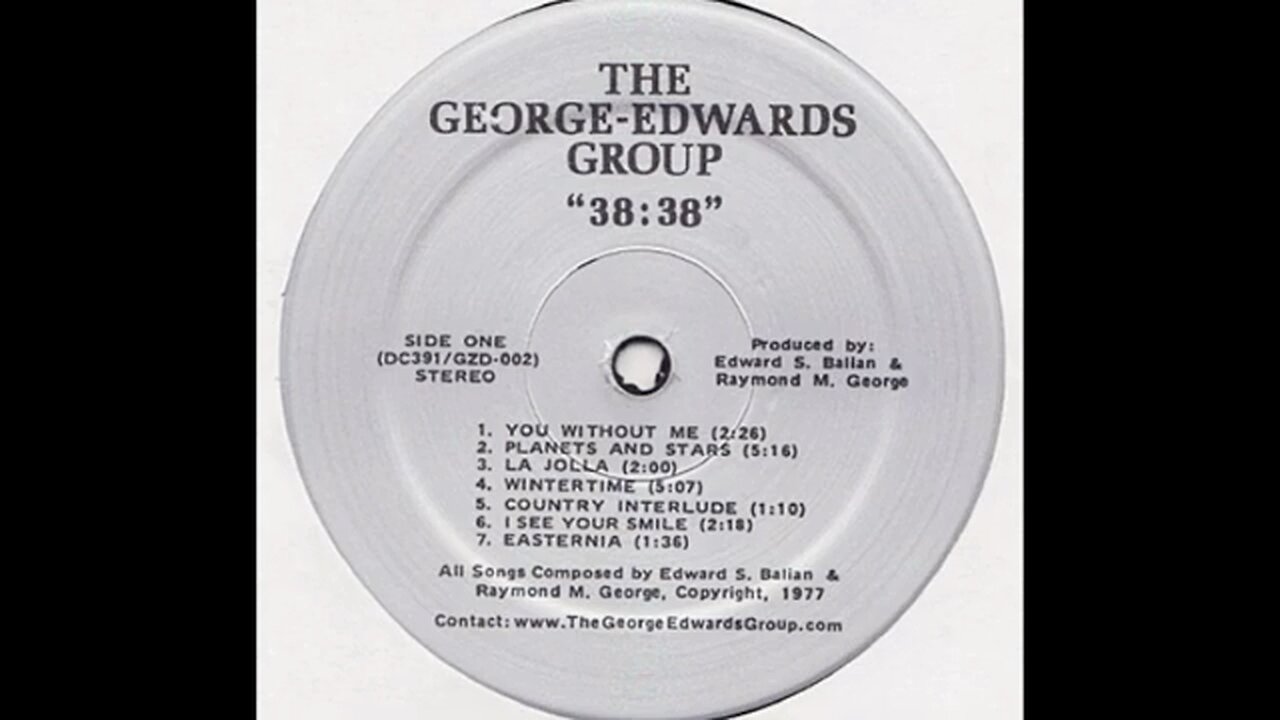 THE
GEORGE-EDWARDS
GROUP
“38:38”
SIDE ONE
(DC391/GZD-002)
STEREO
Produced by:
Edward S. Balian &
Raymond M. George
1. YOU WITHOUT ME (2:26)
2. PLANETS AND STARS (5:16)
3. LA JOLLA (2:00)
4. WINTERTIME (5:07)
5. COUNTRY INTERLUDE (1:10)
6. I SEE YOUR SMILE (2:18)
7. EASTERNIA (1:36)
All Songs Composed by Edward S. Balian &
Raymond M. George, Copyright, 1977
Contact: www.TheGeorgeEdwardsGroup.com